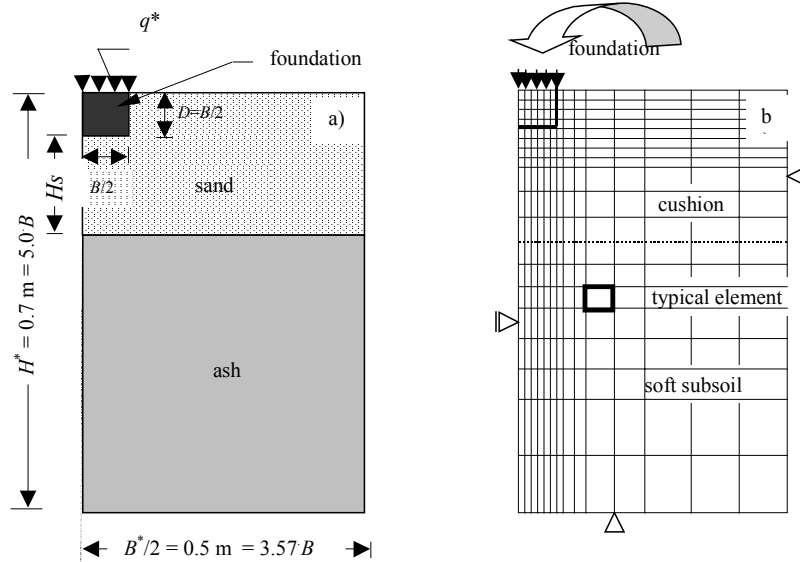 q*
foundation
D=B/2
a)
B/2
sand
Hs
H* = 0.7 m = 5.0·B
ash
B*/2 = 0.5 m = 3.57·B
foundation
b
cushion
typical element
soft subsoil